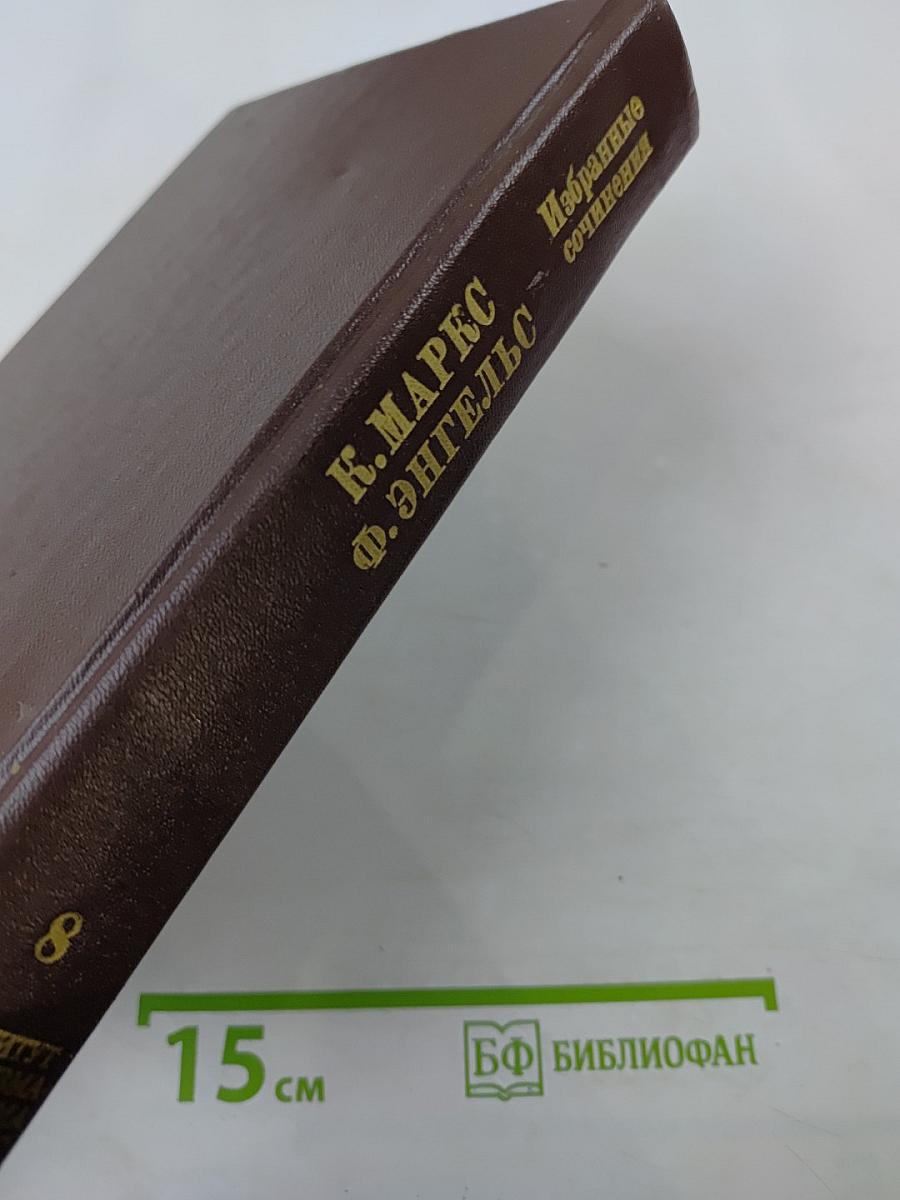 К. МАРКС
Ф. ЭНГЕЛЬС
Избранные
сочинения
8
15 см
БФ БИБЛИОФАН